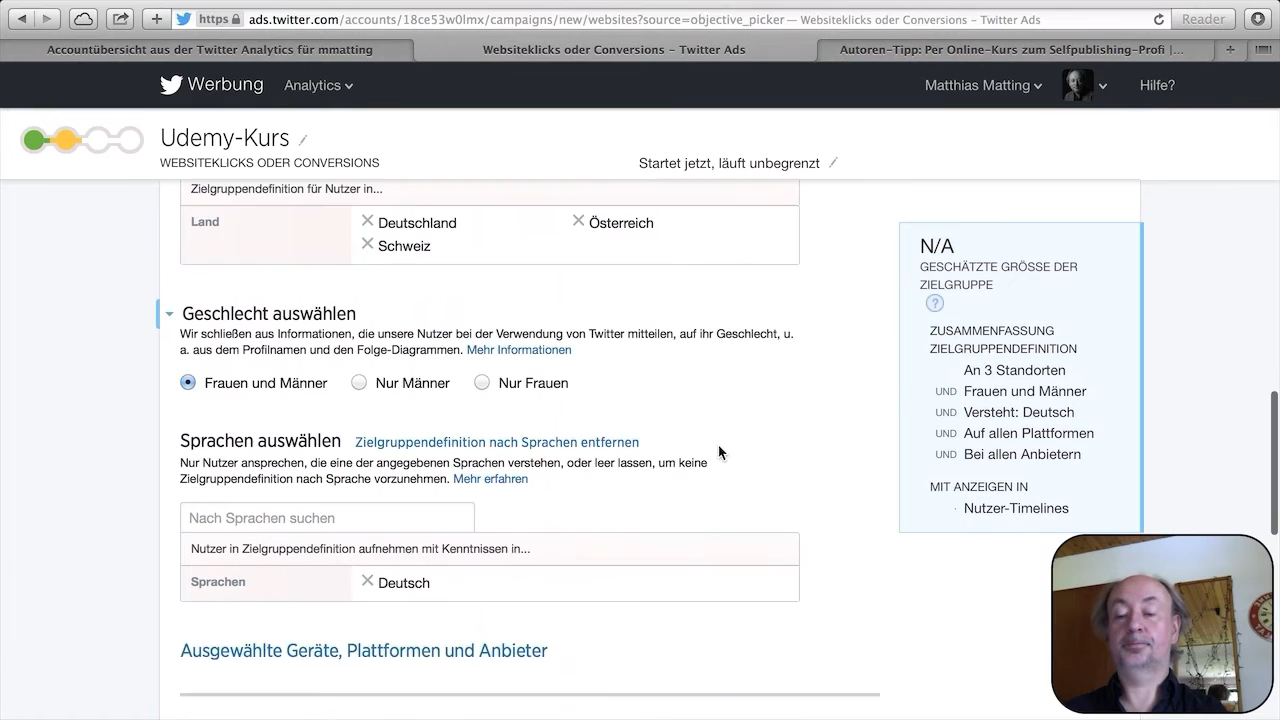 https ads.twitter.com/accounts/18ce53w0lmx/campaigns/new/websites?source=objective_picker — Websiteklicks oder Conversions – Twitter Ads
Reader
Accountübersicht aus der Twitter Analytics für mmatting
Websiteklicks oder Conversions – Twitter Ads
Autoren-Tipp: Per Online-Kurs zum Selfpublishing-Profi |...
Werbung
Analytics
Matthias Matting
Hilfe?
Udemy-Kurs
WEBSITEKLICKS ODER CONVERSIONS
Startet jetzt, läuft unbegrenzt
Zielgruppendefinition für Nutzer in...
Land
Deutschland
Österreich
Schweiz
Geschlecht auswählen
Wir schließen aus Informationen, die unsere Nutzer bei der Verwendung von Twitter mitteilen, auf ihr Geschlecht, u.
a. aus dem Profilnamen und den Folge-Diagrammen. Mehr Informationen
Frauen und Männer
Nur Männer
Nur Frauen
Sprachen auswählen
Zielgruppendefinition nach Sprachen entfernen
Nur Nutzer ansprechen, die eine der angegebenen Sprachen verstehen, oder leer lassen, um keine
Zielgruppendefinition nach Sprache vorzunehmen. Mehr erfahren
Nach Sprachen suchen
Nutzer in Zielgruppendefinition aufnehmen mit Kenntnissen in...
Sprachen
Deutsch
Ausgewählte Geräte, Plattformen und Anbieter
N/A
GESCHÄTZTE GRÖSSE DER
ZIELGRUPPE
?
ZUSAMMENFASSUNG
ZIELGRUPPENDEFINITION
An 3 Standorten
UND Frauen und Männer
UND Versteht: Deutsch
UND Auf allen Plattformen
UND Bei allen Anbietern
MIT ANZEIGEN IN
· Nutzer-Timelines